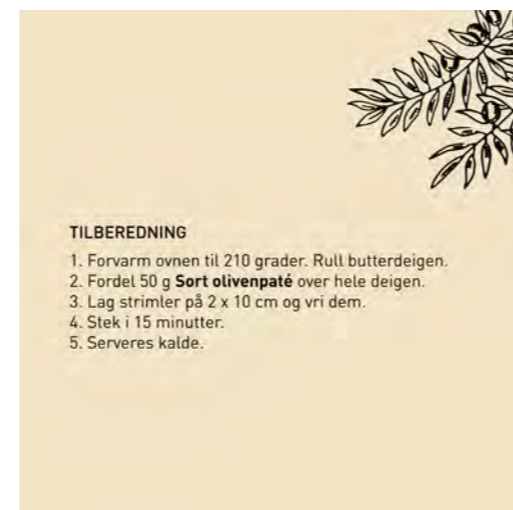 TILBEREDNING
1. Forvarm ovnen til 210 grader. Rull butterdeigen.
2. Fordel 50 g Sort olivenpaté over hele deigen.
3. Lag strimler på 2 x 10 cm og vri dem.
4. Stek i 15 minutter.
5. Serveres kalde.